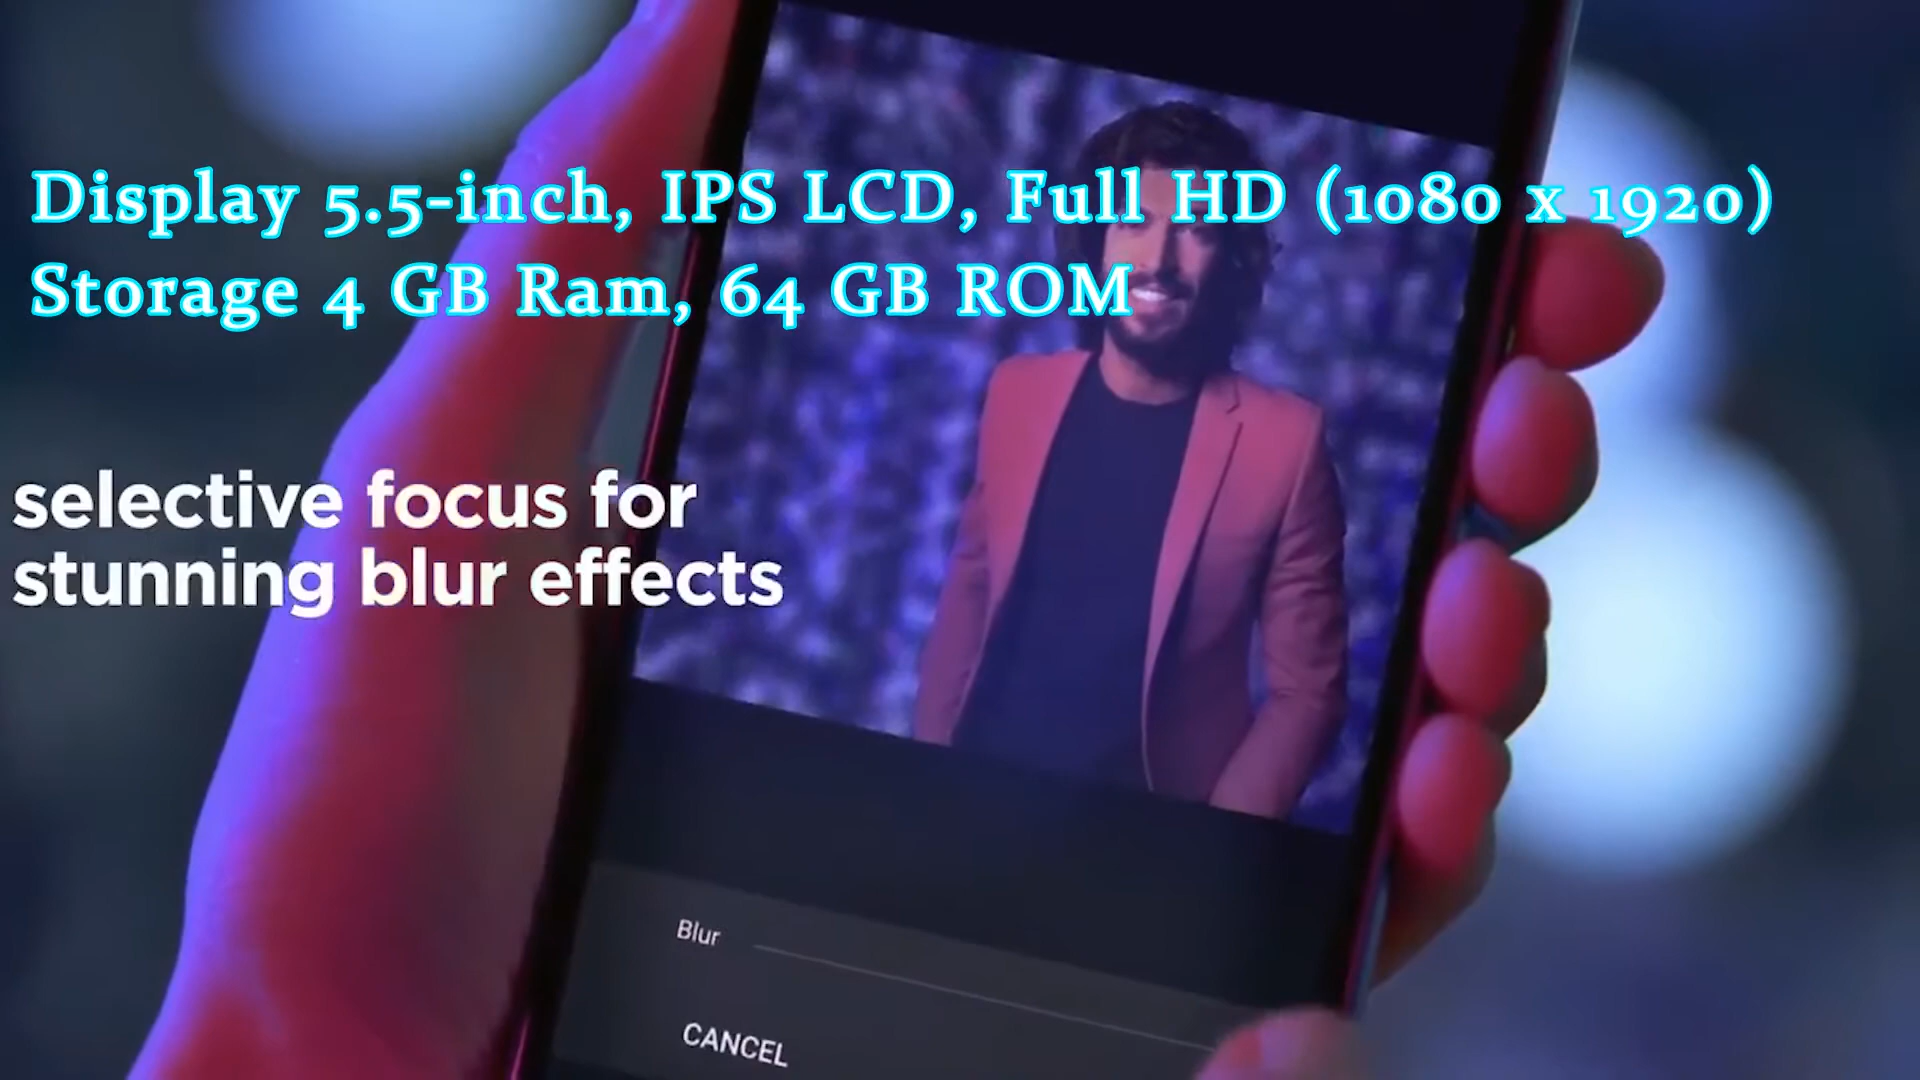 Display 5.5-inch, IPS LCD, Full HD (1080 x 1920)
Storage 4 GB Ram, 64 GB ROM
selective focus for
stunning blur effects
Blur
CANCEL